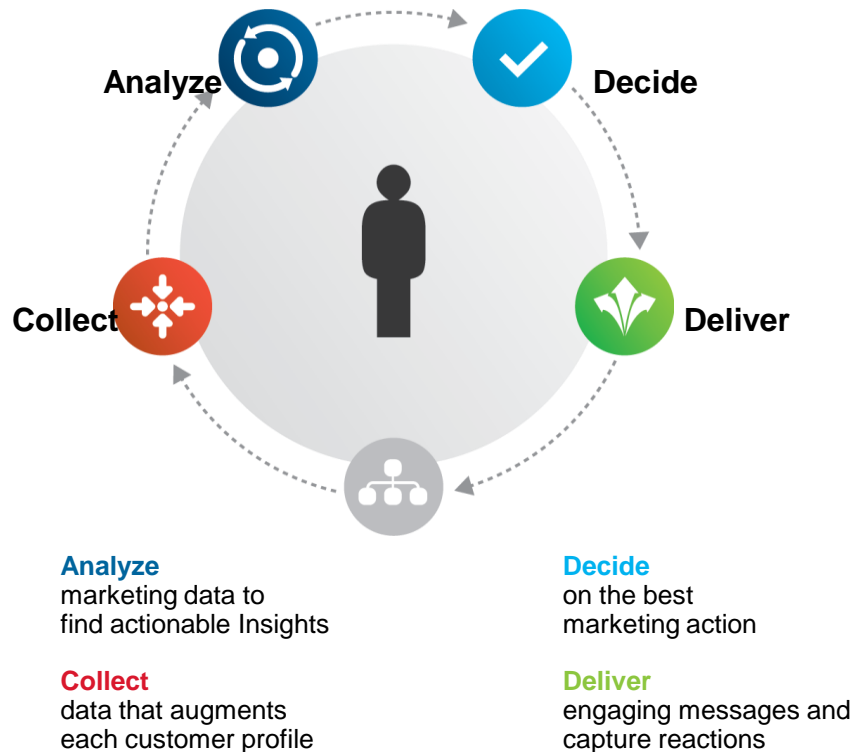 Analyze
Decide
Collect
Deliver
Analyze
marketing data to
find actionable Insights
Decide
on the best
marketing action
Collect
data that augments
each customer profile
Deliver
engaging messages and
capture reactions